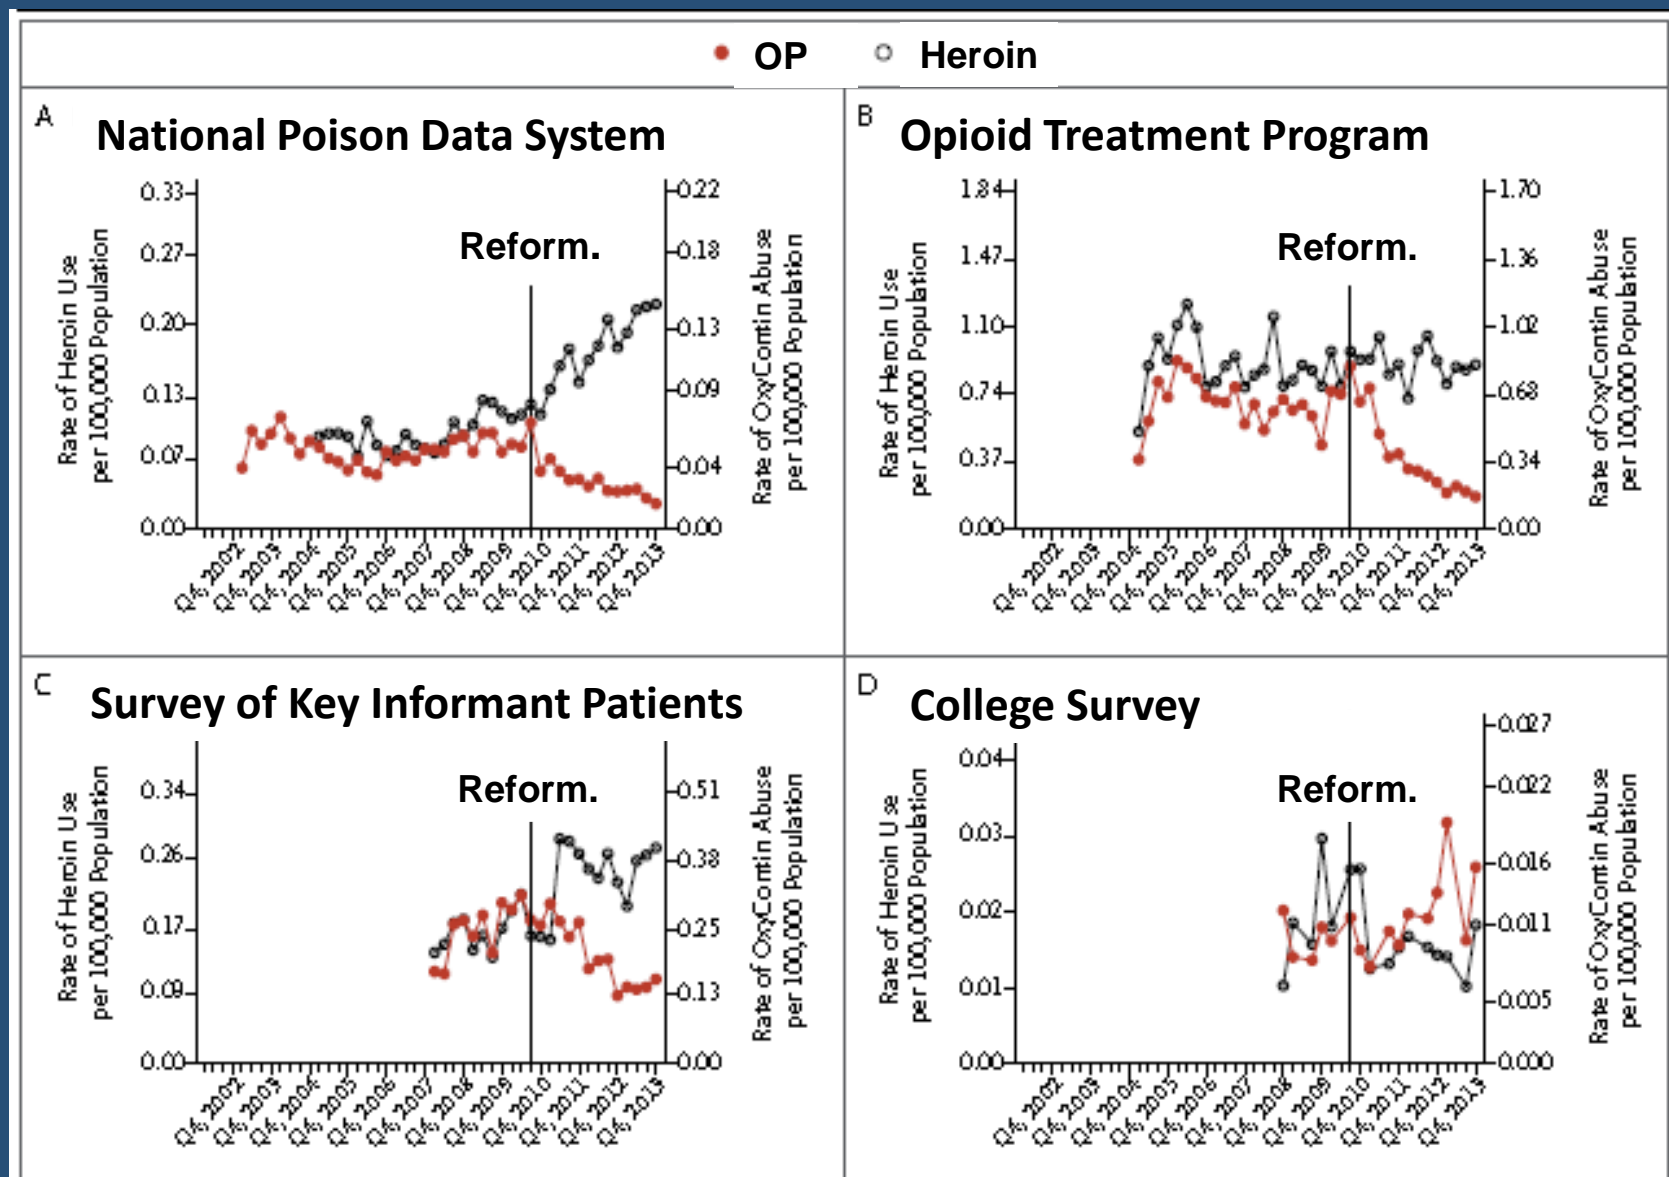 OP Heroin
A National Poison Data System
Rate of Heroin Use
per 100,000 Population
0.33
0.27
0.20
0.13
0.07
0.00
Reform.
0.22
0.18
0.13
0.09
0.04
0.00
Rate of OxyContin Abuse
per 100,000 Population
Q4, 2002
Q4, 2003
Q4, 2004
Q4, 2005
Q4, 2006
Q4, 2007
Q4, 2008
Q4, 2009
Q4, 2010
Q4, 2011
Q4, 2012
Q4, 2013
B Opioid Treatment Program
Rate of Heroin Use
per 100,000 Population
1.84
1.47
1.10
0.74
0.37
0.00
Reform.
1.70
1.36
1.02
0.68
0.34
0.00
Rate of OxyContin Abuse
per 100,000 Population
Q4, 2002
Q4, 2003
Q4, 2004
Q4, 2005
Q4, 2006
Q4, 2007
Q4, 2008
Q4, 2009
Q4, 2010
Q4, 2011
Q4, 2012
Q4, 2013
C Survey of Key Informant Patients
Rate of Heroin Use
per 100,000 Population
0.34
0.26
0.17
0.09
0.00
Reform.
0.51
0.38
0.25
0.13
0.00
Rate of OxyContin Abuse
per 100,000 Population
Q4, 2002
Q4, 2003
Q4, 2004
Q4, 2005
Q4, 2006
Q4, 2007
Q4, 2008
Q4, 2009
Q4, 2010
Q4, 2011
Q4, 2012
Q4, 2013
D College Survey
Rate of Heroin Use
per 100,000 Population
0.04
0.03
0.02
0.01
0.00
Reform.
0.027
0.022
0.016
0.011
0.005
0.000
Rate of OxyContin Abuse
per 100,000 Population
Q4, 2002
Q4, 2003
Q4, 2004
Q4, 2005
Q4, 2006
Q4, 2007
Q4, 2008
Q4, 2009
Q4, 2010
Q4, 2011
Q4, 2012
Q4, 2013